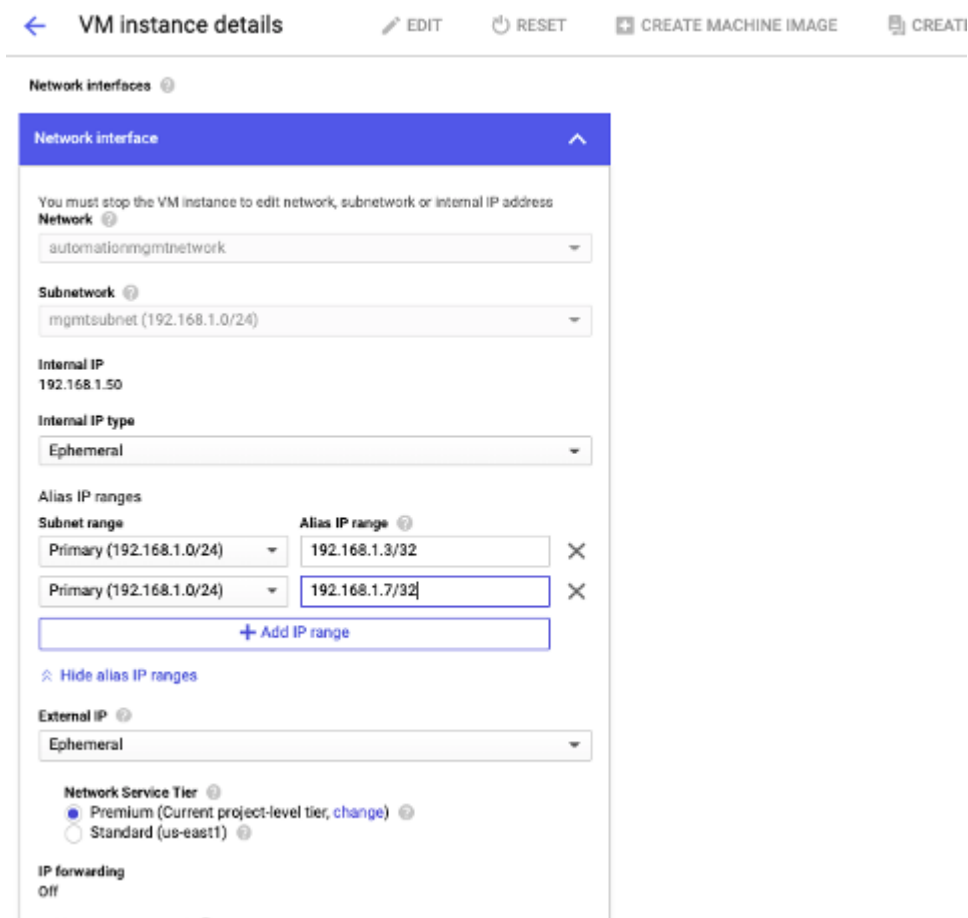 VM instance details
EDIT
RESET
CREATE MACHINE IMAGE
Network interfaces
Network interface
You must stop the VM instance to edit network, subnetwork or internal IP address
Network
automationmgmtnetwork
Subnetwork
mgmtsubnet (192.168.1.0/24)
Internal IP
192.168.1.50
Internal IP type
Ephemeral
Alias IP ranges
Subnet range Alias IP range
Primary (192.168.1.0/24) 192.168.1.3/32
Primary (192.168.1.0/24) 192.168.1.7/32
Add IP range
Hide alias IP ranges
External IP
Ephemeral
Network Service Tier
Premium (Current project-level tier, change)
Standard (us-east1)
IP forwarding
Off